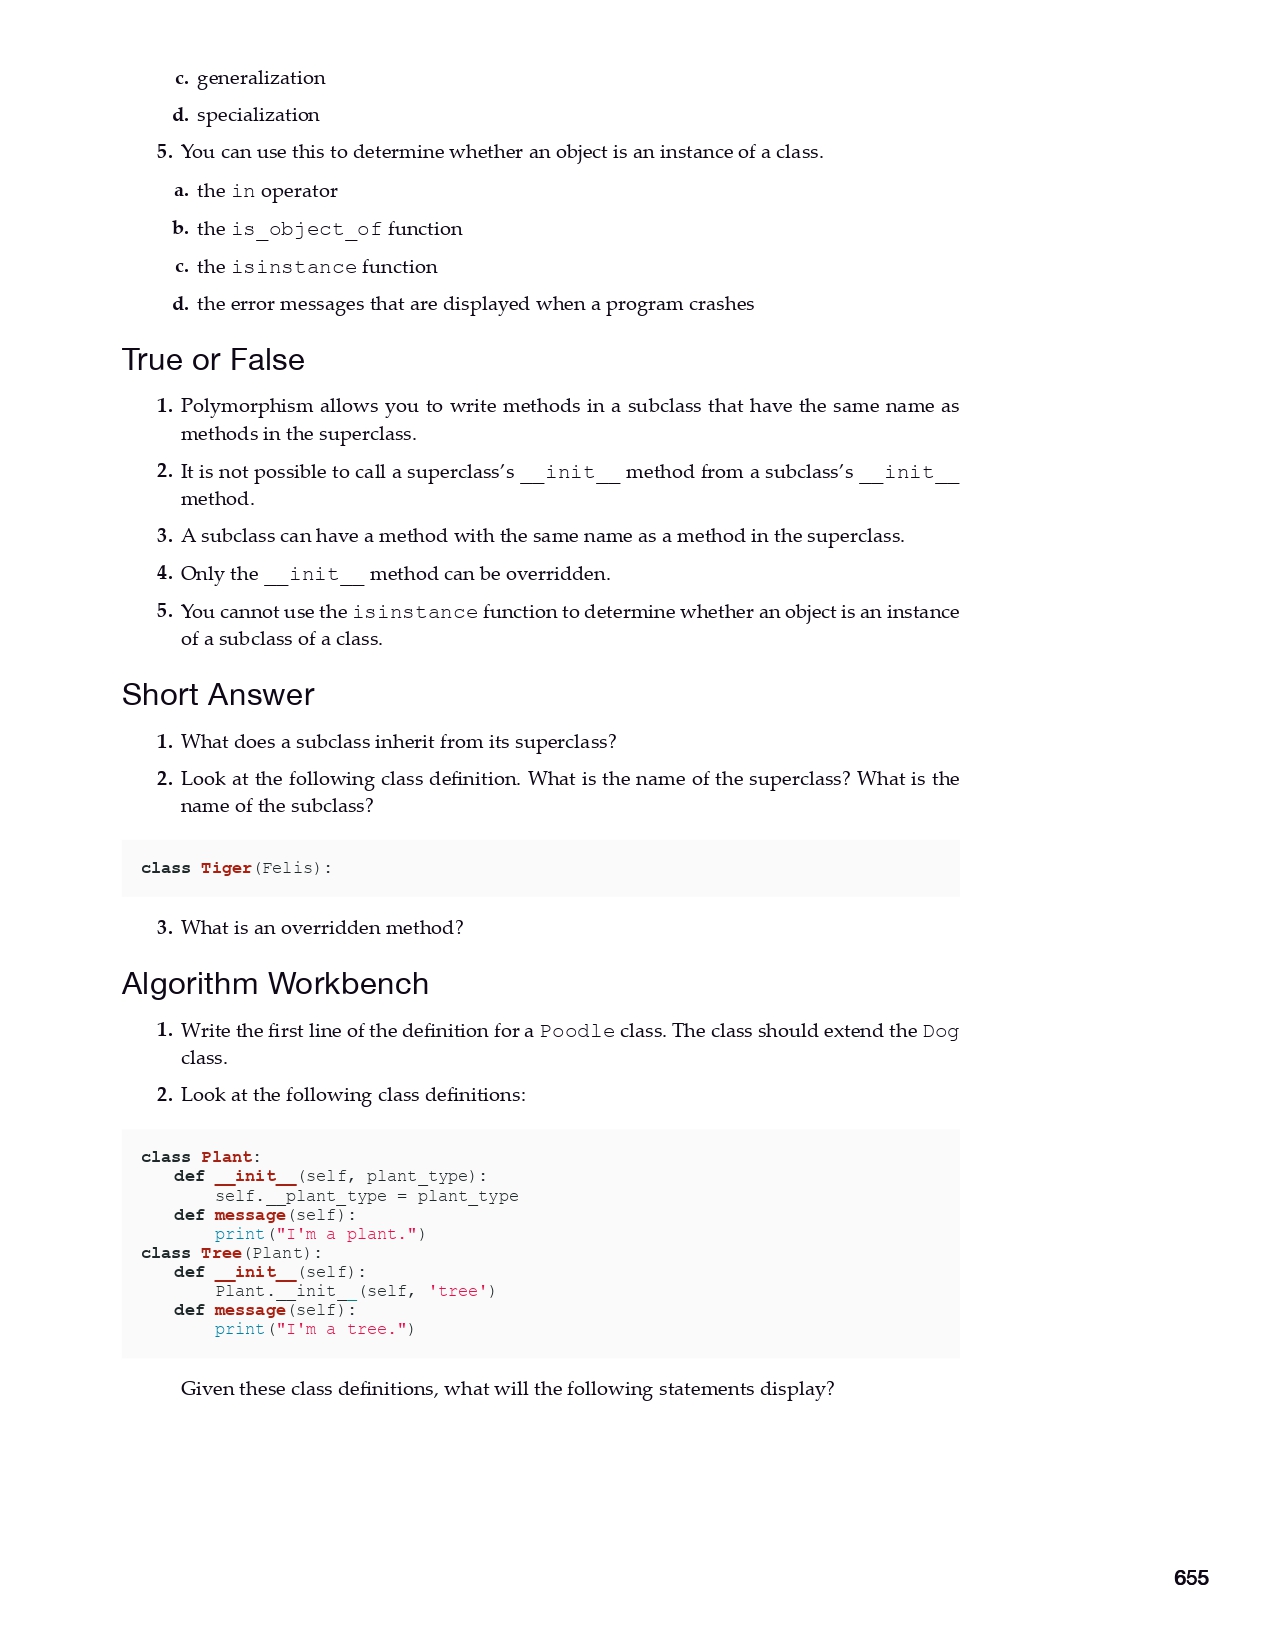 c. generalization
d. specialization
5. You can use this to determine whether an object is an instance of a class.
a. the in operator
b. the is_object_of function
c. the isinstance function
d. the error messages that are displayed when a program crashes
True or False
1. Polymorphism allows you to write methods in a subclass that have the same name as
methods in the superclass.
2. It is not possible to call a superclass’s __init__ method from a subclass’s __init__
method.
3. A subclass can have a method with the same name as a method in the superclass.
4. Only the __init__ method can be overridden.
5. You cannot use the isinstance function to determine whether an object is an instance
of a subclass of a class.
Short Answer
1. What does a subclass inherit from its superclass?
2. Look at the following class definition. What is the name of the superclass? What is the
name of the subclass?
class Tiger(Felis):
3. What is an overridden method?
Algorithm Workbench
1. Write the first line of the definition for a Poodle class. The class should extend the Dog
class.
2. Look at the following class definitions:
class Plant:
def __init__(self, plant_type):
self.__plant_type = plant_type
def message(self):
print("I'm a plant.")
class Tree(Plant):
def __init__(self):
Plant.__init__(self, 'tree')
def message(self):
print("I'm a tree.")
Given these class definitions, what will the following statements display?
655